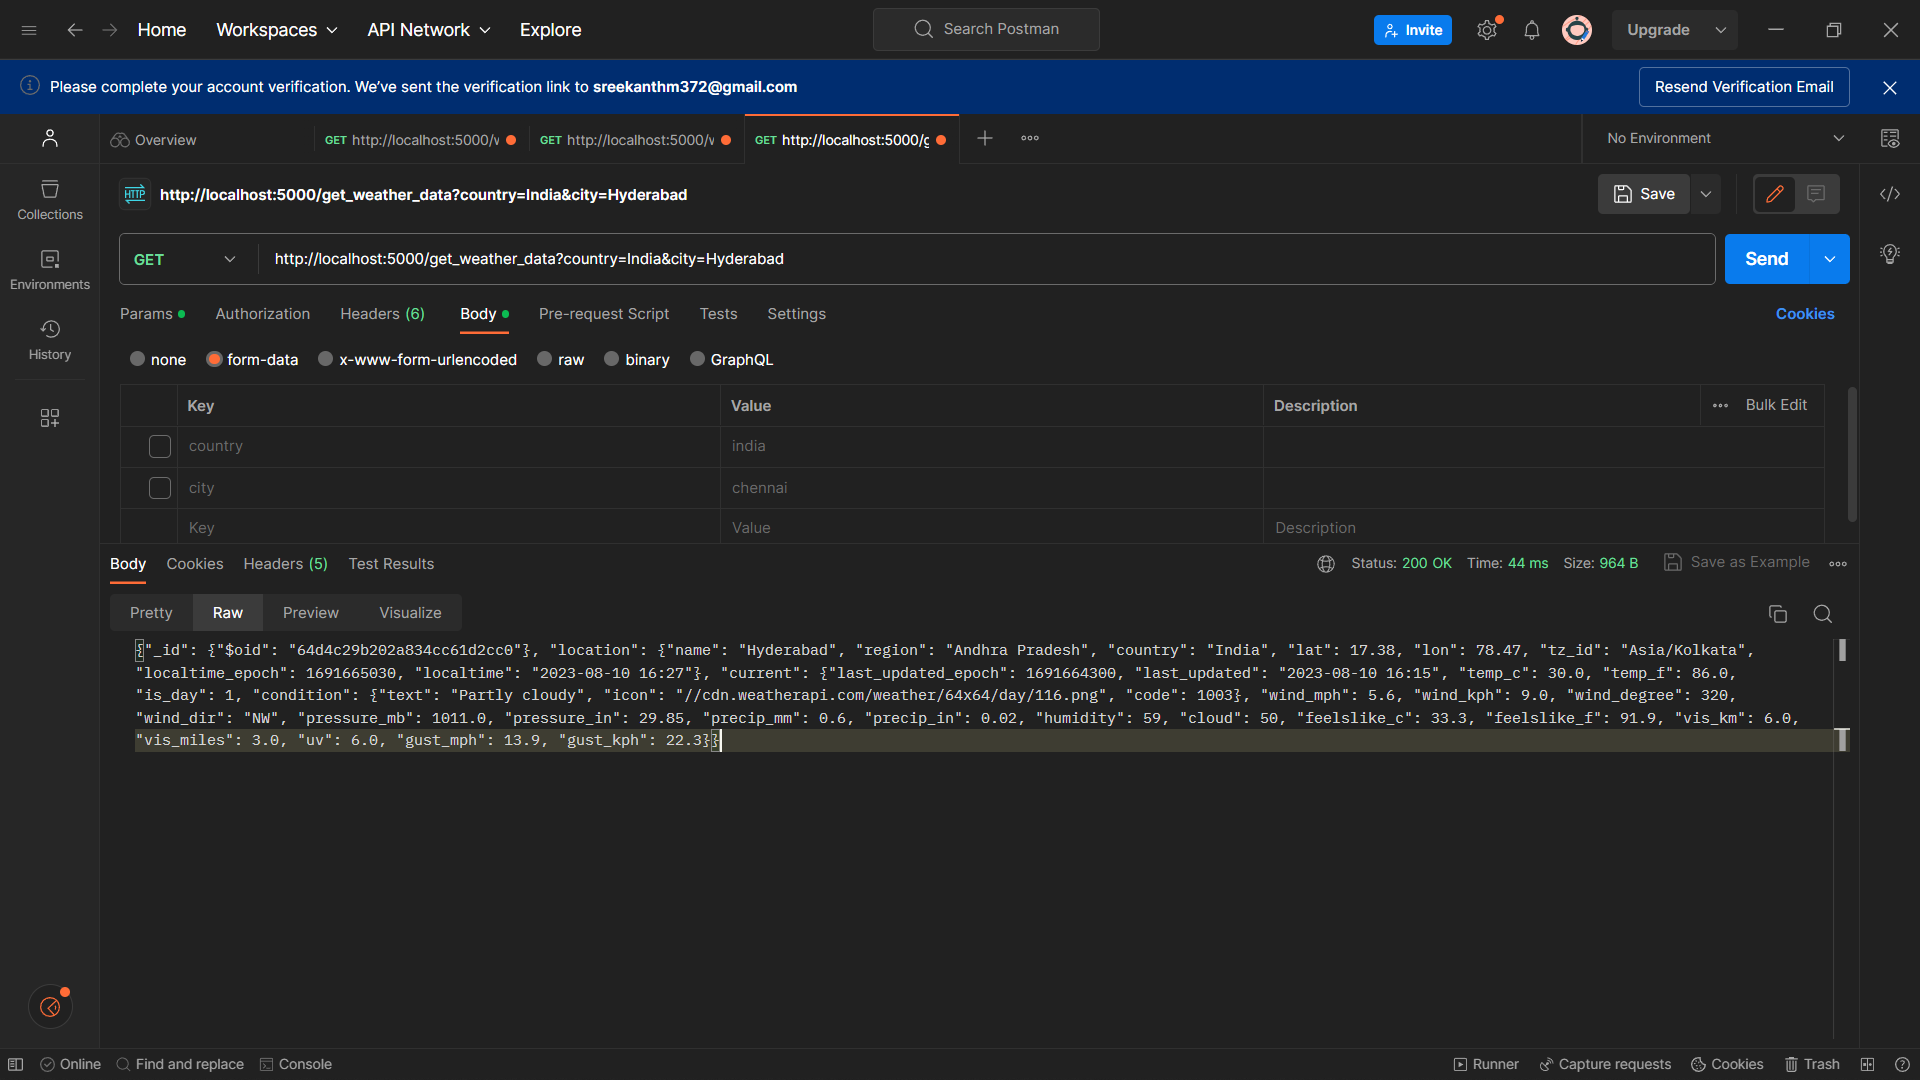 Home Workspaces API Network Explore Search Postman Invite Upgrade
Please complete your account verification. We've sent the verification link to sreekanthm372@gmail.com Resend Verification Email
Overview GET http://localhost:5000/v GET http://localhost:5000/v GET http://localhost:5000/g No Environment
HTTP http://localhost:5000/get_weather_data?country=India&city=Hyderabad Save
Collections
GET http://localhost:5000/get_weather_data?country=India&city=Hyderabad Send
Environments
Params Authorization Headers (6) Body Pre-request Script Tests Settings Cookies
History
none form-data x-www-form-urlencoded raw binary GraphQL
Key Value Description Bulk Edit
country india
city chennai
Key Value Description
Body Cookies Headers (5) Test Results Status: 200 OK Time: 44 ms Size: 964 B Save as Example
Pretty Raw Preview Visualize
{"_id": {"$oid": "64d4c29b202a834cc61d2cc0"}, "location": {"name": "Hyderabad", "region": "Andhra Pradesh", "country": "India", "lat": 17.38, "lon": 78.47, "tz_id": "Asia/Kolkata",
"localtime_epoch": 1691665030, "localtime": "2023-08-10 16:27"}, "current": {"last_updated_epoch": 1691664300, "last_updated": "2023-08-10 16:15", "temp_c": 30.0, "temp_f": 86.0,
"is_day": 1, "condition": {"text": "Partly cloudy", "icon": "//cdn.weatherapi.com/weather/64x64/day/116.png", "code": 1003}, "wind_mph": 5.6, "wind_kph": 9.0, "wind_degree": 320,
"wind_dir": "NW", "pressure_mb": 1011.0, "pressure_in": 29.85, "precip_mm": 0.6, "precip_in": 0.02, "humidity": 59, "cloud": 50, "feelslike_c": 33.3, "feelslike_f": 91.9, "vis_km": 6.0,
"vis_miles": 3.0, "uv": 6.0, "gust_mph": 13.9, "gust_kph": 22.3}}
Online Find and replace Console Runner Capture requests Cookies Trash